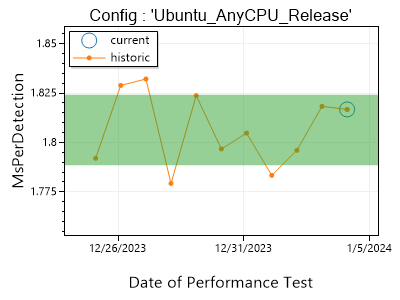 Config : 'Ubuntu_AnyCPU_Release'
current
historic
MsPerDetection
1.85
1.825
1.8
1.775
12/26/2023
12/31/2023
1/5/2024
Date of Performance Test